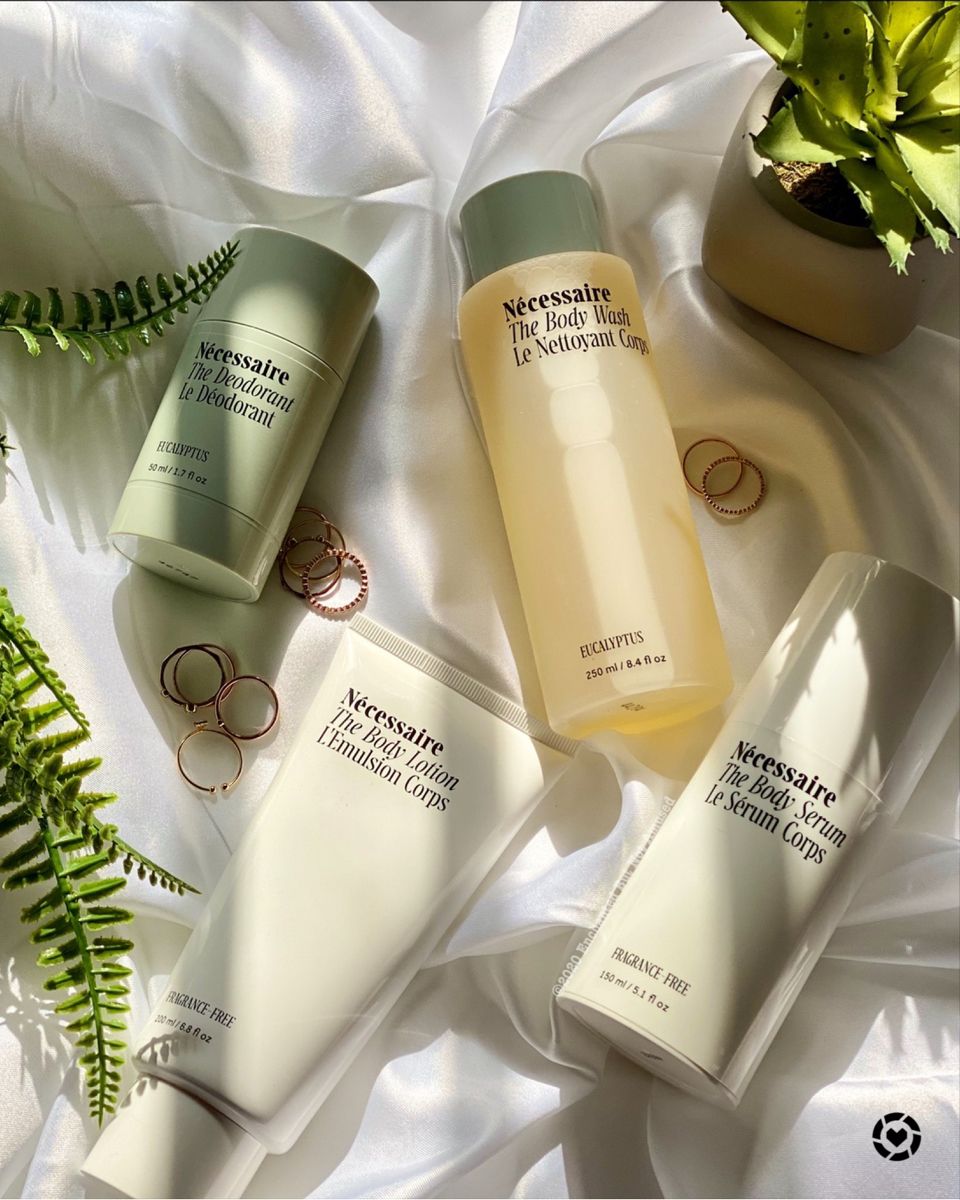 Nécessaire
The Deodorant
Le Déodorant
EUCALYPTUS
50 ml / 1.7 fl oz
Nécessaire
The Body Wash
Le Nettoyant Corps
EUCALYPTUS
250 ml / 8.4 fl oz
Nécessaire
The Body Lotion
L'Emulsion Corps
FRAGRANCE-FREE
200 ml / 6.8 fl oz
Nécessaire
The Body Serum
Le Sérum Corps
FRAGRANCE-FREE
150 ml / 5.1 fl oz
©2020